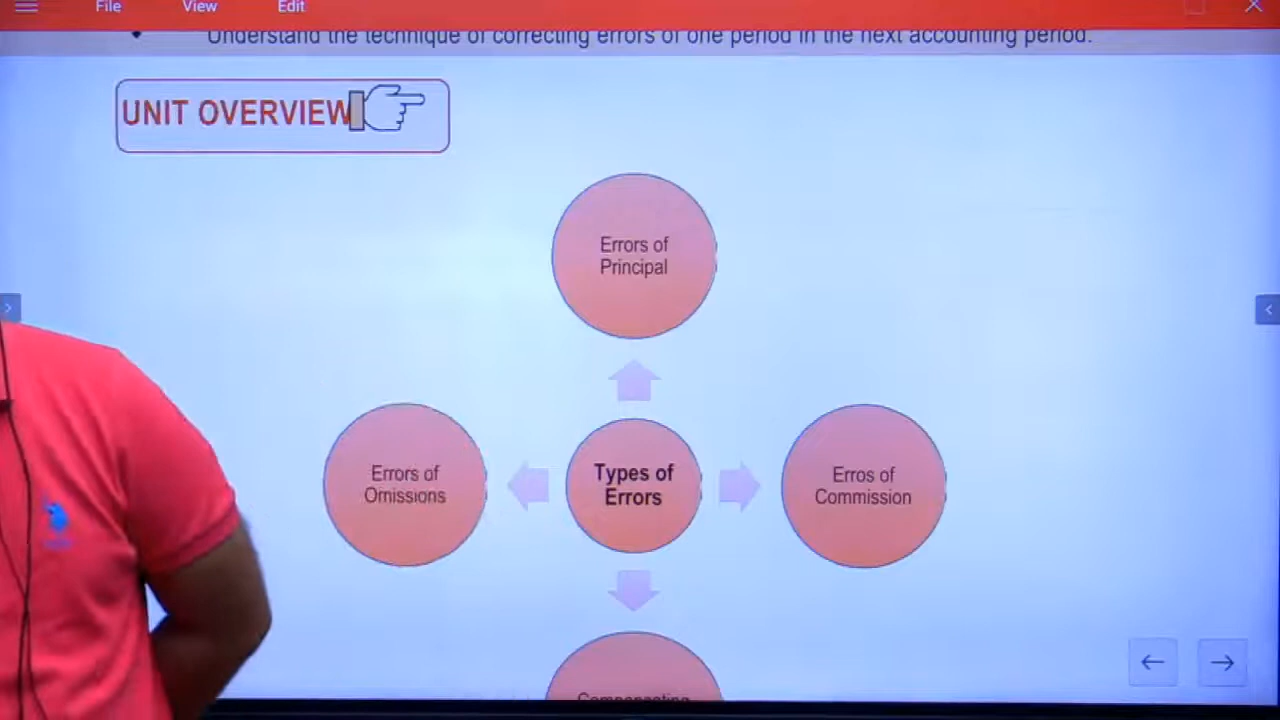 File View Edit
Understand the technique of correcting errors of one period in the next accounting period.
UNIT OVERVIEW
Errors of
Principal
Errors of
Omissions
Types of
Errors
Erros of
Commission
Compensating